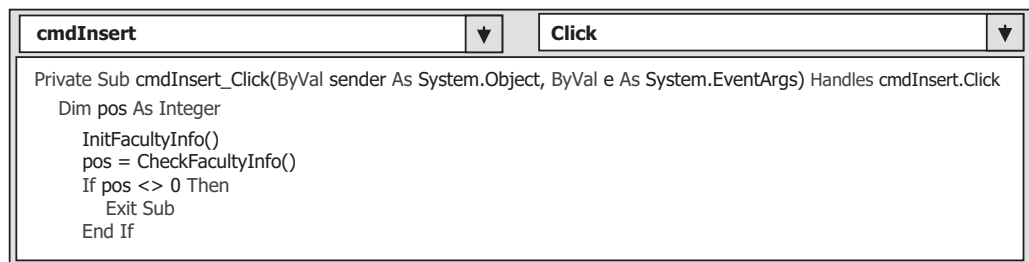 cmdInsert Click
Private Sub cmdInsert_Click(ByVal sender As System.Object, ByVal e As System.EventArgs) Handles cmdInsert.Click
Dim pos As Integer
InitFacultyInfo()
pos = CheckFacultyInfo()
If pos <> 0 Then
Exit Sub
End If